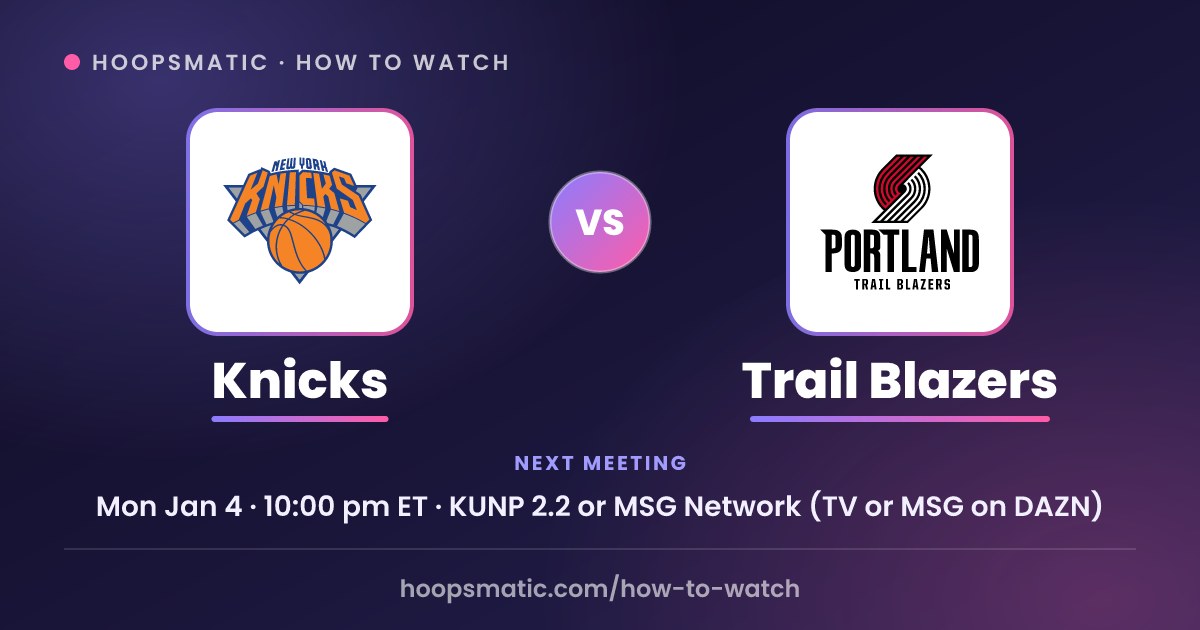 HOOPSMATIC · HOW TO WATCH
NEW YORK
KNICKS
VS
PORTLAND
TRAIL BLAZERS
Knicks
Trail Blazers
NEXT MEETING
Mon Jan 4 · 10:00 pm ET · KUNP 2.2 or MSG Network (TV or MSG on DAZN)
hoopsmatic.com/how-to-watch